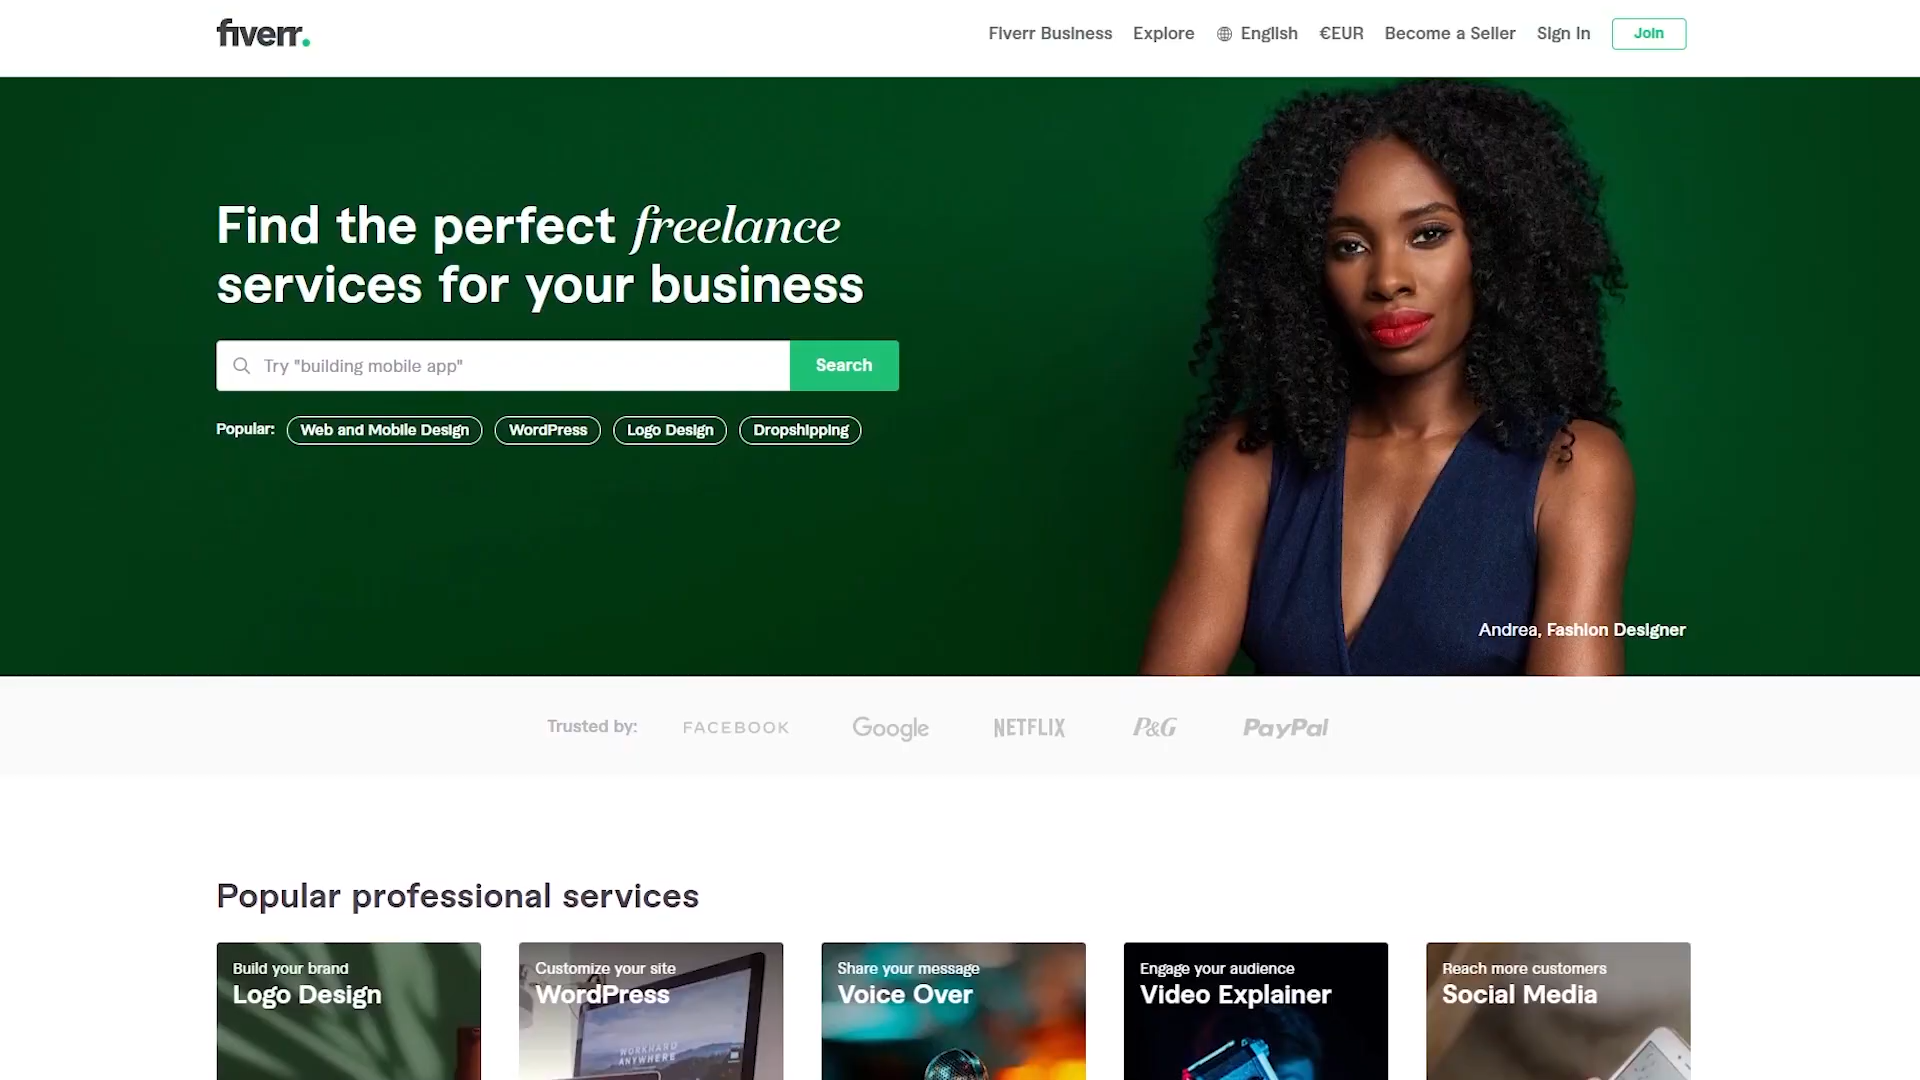 fiverr.
Fiverr Business
Explore
English
€EUR
Become a Seller
Sign In
Join
Find the perfect freelance
services for your business
Try "building mobile app"
Search
Popular:
Web and Mobile Design
WordPress
Logo Design
Dropshipping
Andrea, Fashion Designer
Trusted by:
FACEBOOK
Google
NETFLIX
P&G
PayPal
Popular professional services
Build your brand
Logo Design
Customize your site
WordPress
WORKHARD
ANYWHERE
Share your message
Voice Over
Engage your audience
Video Explainer
Reach more customers
Social Media